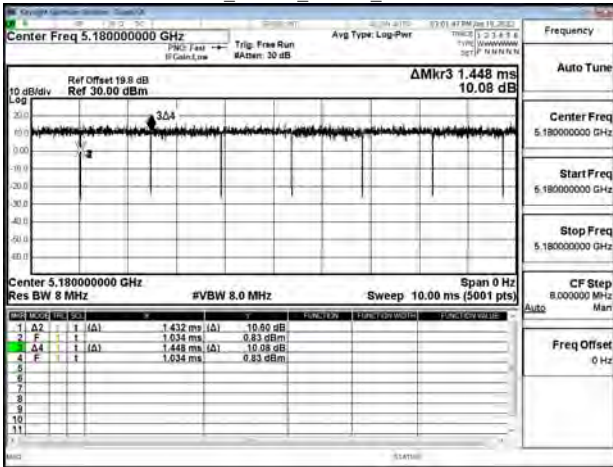 Center Freq 5.180000000 GHz
PNO: Fast
IFGain:Low
Trig: Free Run
#Atten: 30 dB
Avg Type: Log-Pwr
03:01:47 PM Jan 19, 2022
TRACE 1 2 3 4 5 6
TYPE WWWWWW
DET P N N N N N
Frequency
Auto Tune
Center Freq
5.180000000 GHz
Start Freq
5.180000000 GHz
Stop Freq
5.180000000 GHz
CF Step
8.000000 MHz
Auto Man
Freq Offset
0 Hz
Ref Offset 19.8 dB
Ref 30.00 dBm
10 dB/div
Log
ΔMkr3 1.448 ms
10.08 dB
20.0
10.0
0.00
-10.0
-20.0
-30.0
-40.0
-50.0
-60.0
3Δ4
Center 5.180000000 GHz
Res BW 8 MHz
#VBW 8.0 MHz
Span 0 Hz
Sweep 10.00 ms (5001 pts)
MKR MODE TRC SCL X Y FUNCTION FUNCTION WIDTH FUNCTION VALUE
1 Δ2 1 t (Δ) 1.432 ms (Δ) 10.60 dB
2 F 1 t 1.034 ms 0.83 dBm
3 Δ4 1 t (Δ) 1.448 ms (Δ) 10.08 dB
4 F 1 t 1.034 ms 0.83 dBm
5
6
7
8
9
10
11
MSG
STATUS